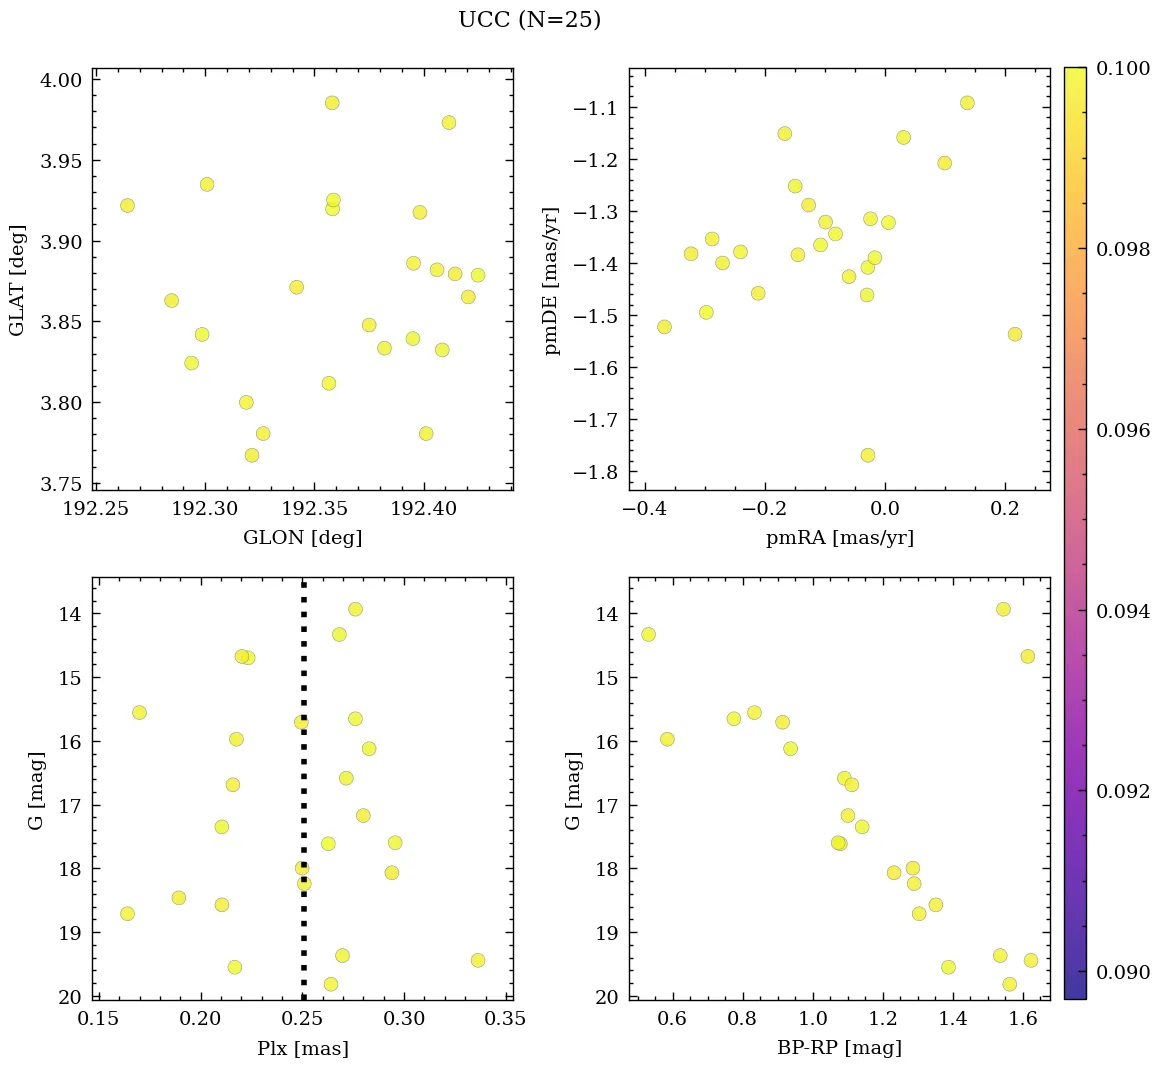 UCC (N=25)
4.00
3.95
3.90
3.85
3.80
3.75
GLAT [deg]
192.25 192.30 192.35 192.40
GLON [deg]
−1.1
−1.2
−1.3
−1.4
−1.5
−1.6
−1.7
−1.8
pmDE [mas/yr]
−0.4 −0.2 0.0 0.2
pmRA [mas/yr]
14
15
16
17
18
19
20
G [mag]
0.15 0.20 0.25 0.30 0.35
Plx [mas]
14
15
16
17
18
19
20
G [mag]
0.6 0.8 1.0 1.2 1.4 1.6
BP-RP [mag]
0.100
0.098
0.096
0.094
0.092
0.090